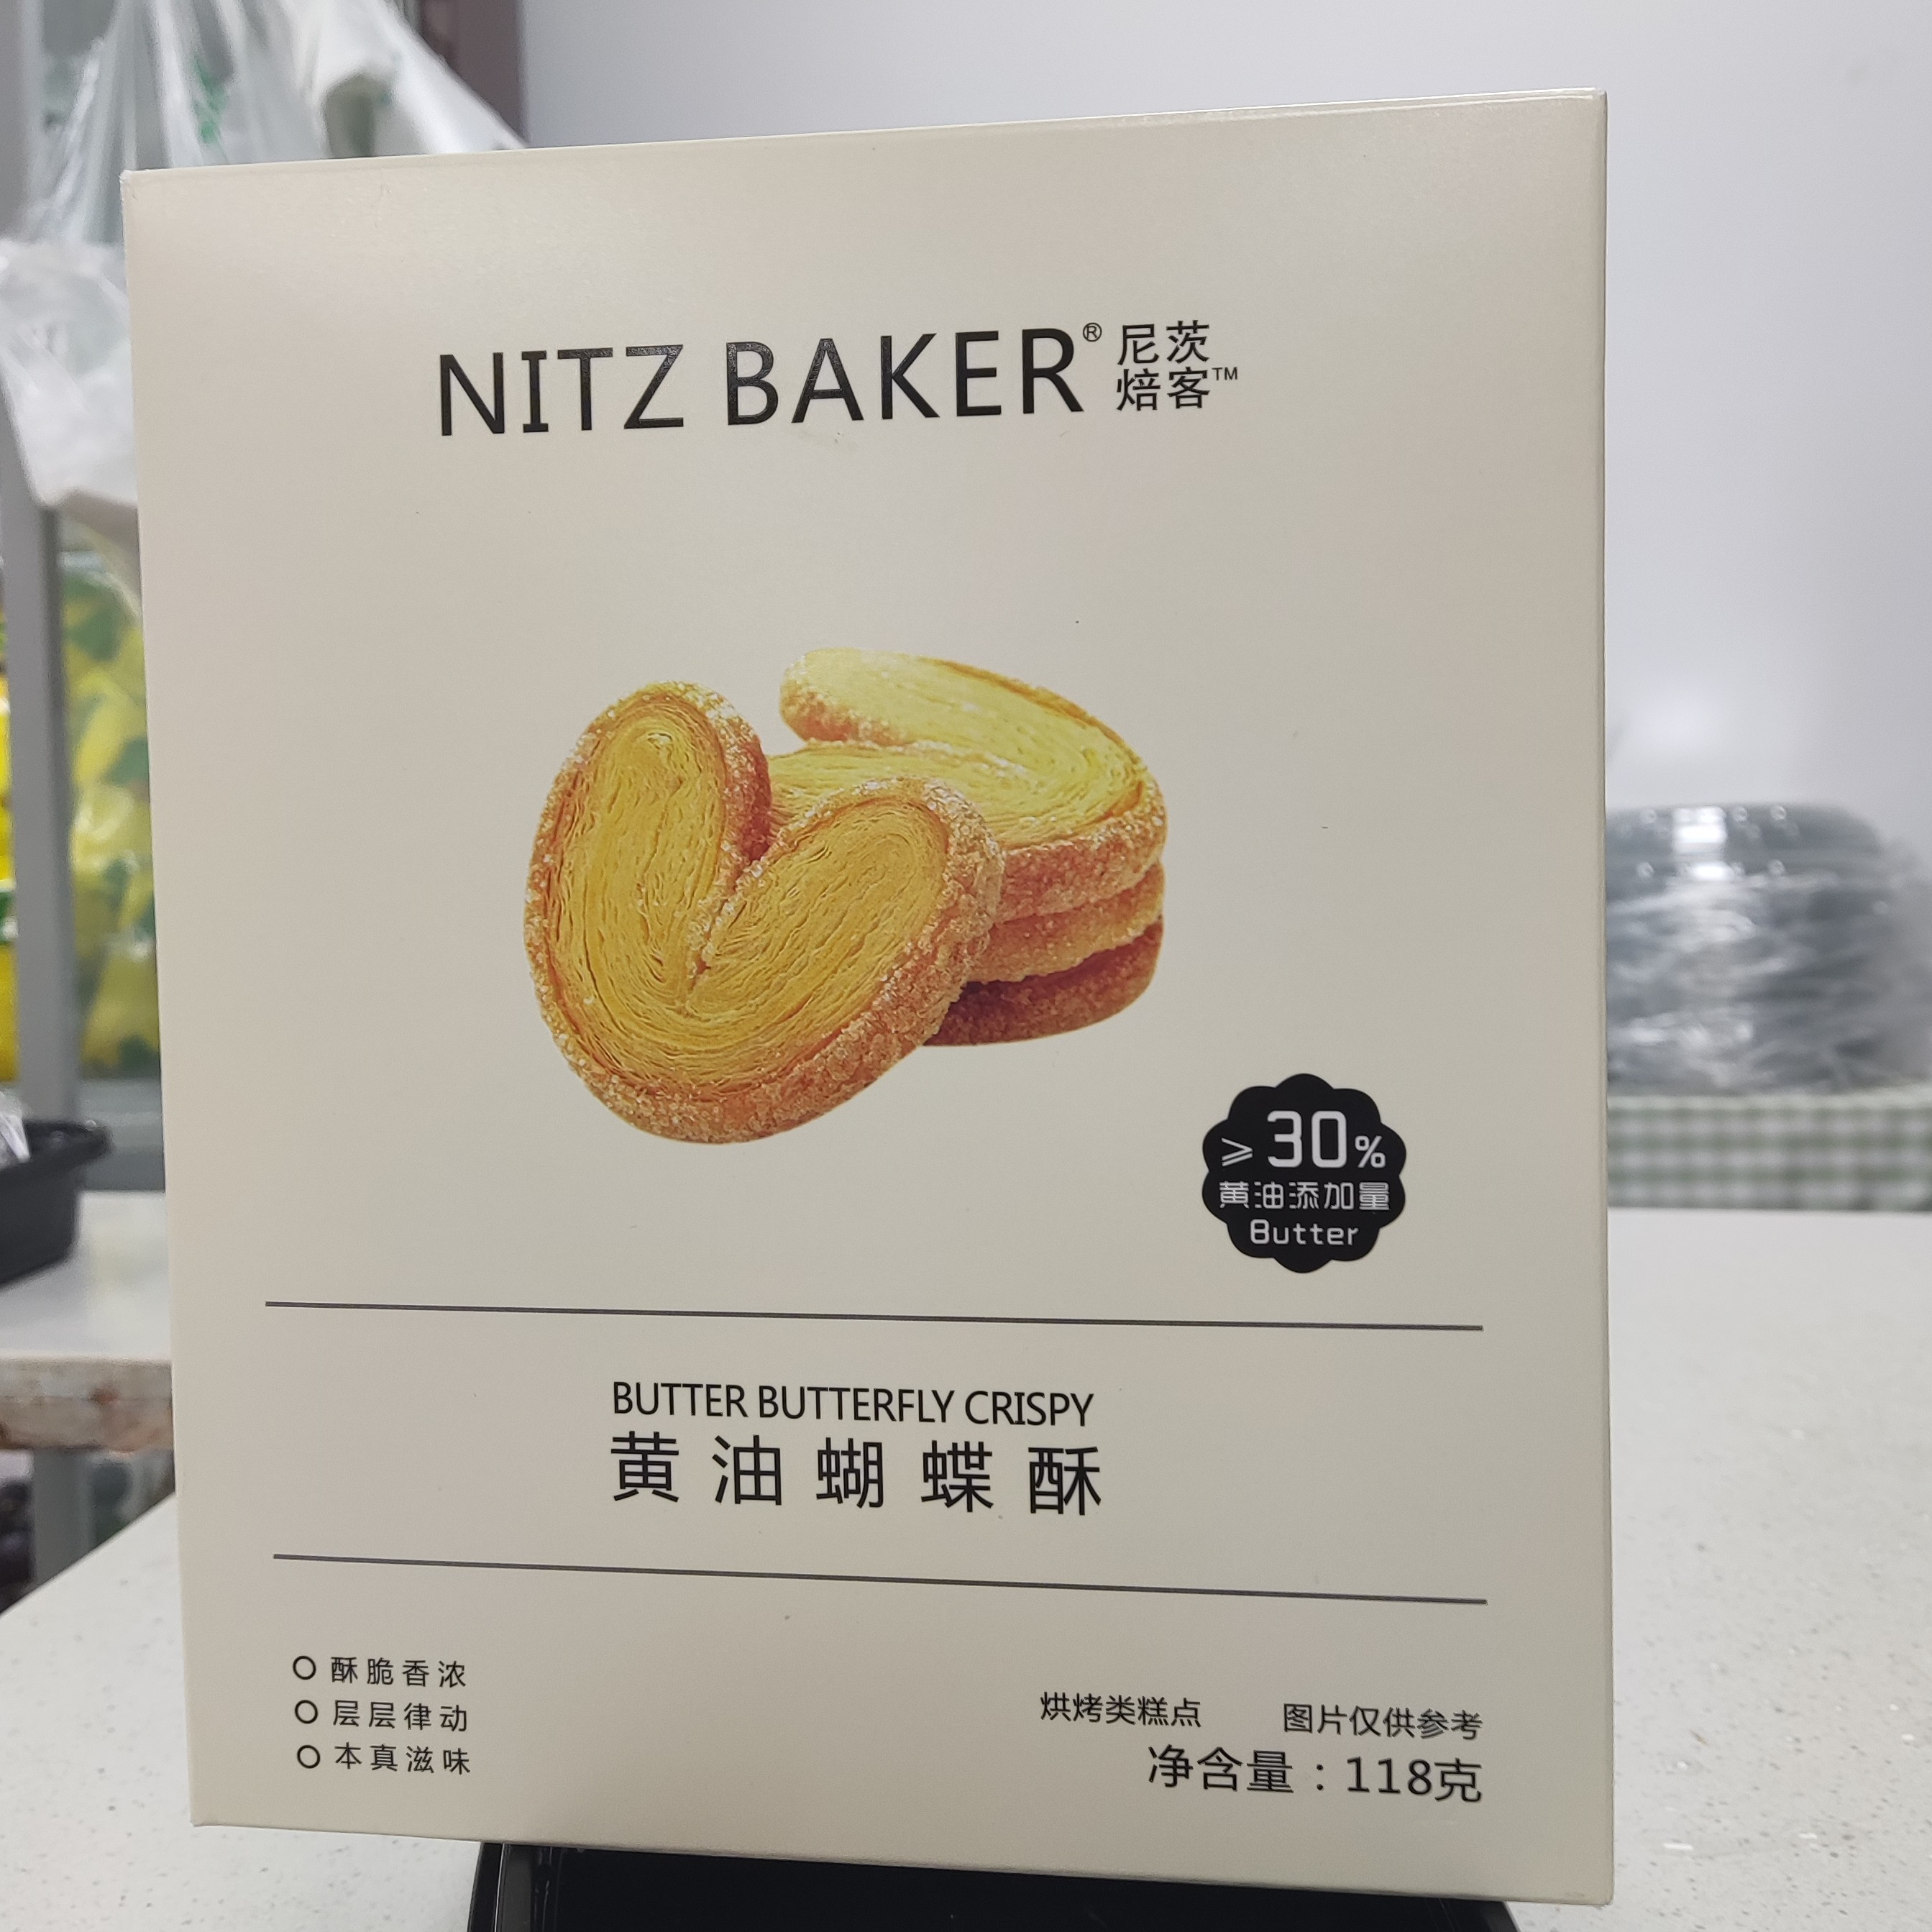 NITZ BAKER® 尼茨
焙客™
≥30%
黄油添加量
Butter
BUTTER BUTTERFLY CRISPY
黄油蝴蝶酥
酥脆香浓
层层律动
本真滋味
烘烤类糕点 图片仅供参考
净含量：118克